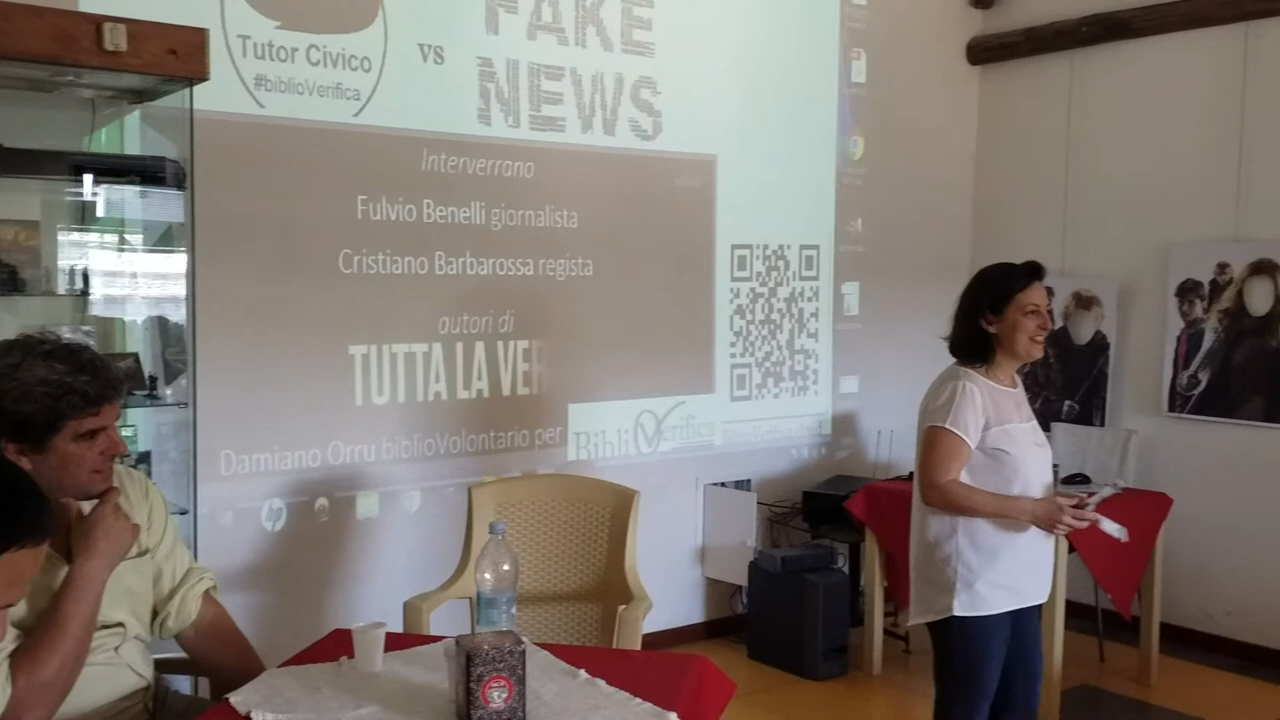 FAKE
Tutor Civico
vs
#biblioVerifica
NEWS
Interverrano
Fulvio Benelli giornalista
Cristiano Barbarossa regista
autori di
TUTTA LA VER
Damiano Orru biblioVolontario per
BibliVerifica
hp